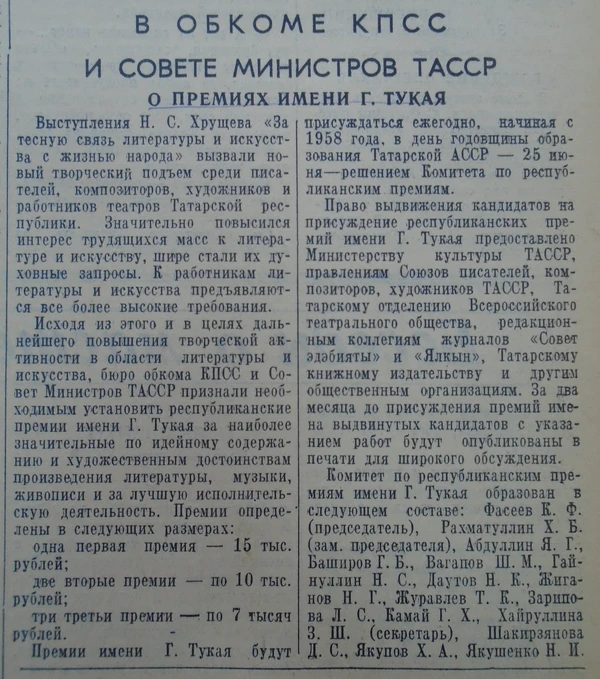 В ОБКОМЕ КПСС
И СОВЕТЕ МИНИСТРОВ ТАССР
О ПРЕМИЯХ ИМЕНИ Г. ТУКАЯ
Выступления Н. С. Хрущева «За
тесную связь литературы и искусст-
ва с жизнью народа» вызвали но-
вый творческий подъем среди писа-
телей, композиторов, художников и
работников театров Татарской рес-
публики. Значительно повысился
интерес трудящихся масс к литера-
туре и искусству, шире стали их ду-
ховные запросы. К работникам ли-
тературы и искусства предъявляют-
ся все более высокие требования.
Исходя из этого и в целях даль-
нейшего повышения творческой ак-
тивности в области литературы и
искусства, бюро обкома КПСС и Со-
вет Министров ТАССР признали необ-
ходимым установить республиканские
премии имени Г. Тукая за наиболее
значительные по идейному содержа-
нию и художественным достоинствам
произведения литературы, музыки,
живописи и за лучшую исполнитель-
скую деятельность. Премии опреде-
лены в следующих размерах:
одна первая премия — 15 тыс.
рублей;
две вторые премии — по 10 тыс.
рублей;
три третьи премии — по 7 тысяч
рублей.
Премии имени Г. Тукая будут
присуждаться ежегодно, начиная с
1958 года, в день годовщины обра-
зования Татарской АССР — 25 ию-
ня—решением Комитета по респуб-
ликанским премиям.
Право выдвижения кандидатов на
присуждение республиканских пре-
мий имени Г. Тукая предоставлено
Министерству культуры ТАССР,
правлениям Союзов писателей, ком-
позиторов, художников ТАССР, Та-
тарскому отделению Всероссийского
театрального общества, редакцион-
ным коллегиям журналов «Совет
эдэбияты» и «Ялкын», Татарскому
книжному издательству и другим
общественным организациям. За два
месяца до присуждения премий име-
на выдвинутых кандидатов с указа-
нием работ будут опубликованы в
печати для широкого обсуждения.
Комитет по республиканским пре-
миям имени Г. Тукая образован в
следующем составе: Фасеев К. Ф.
(председатель), Рахматуллин Х. Б.
(зам. председателя), Абдуллин Я. Г.,
Баширов Г. Б., Вагапов Ш. М., Гай-
нуллин Н. С., Даутов Н. К., Жига-
нов Н. Г., Журавлев Т. К., Зарипо-
ва Л. С., Камай Г. Х., Хайруллина
З. Ш. (секретарь), Шакирзянова
Д. С., Якупов Х. А., Якушенко Н. И.